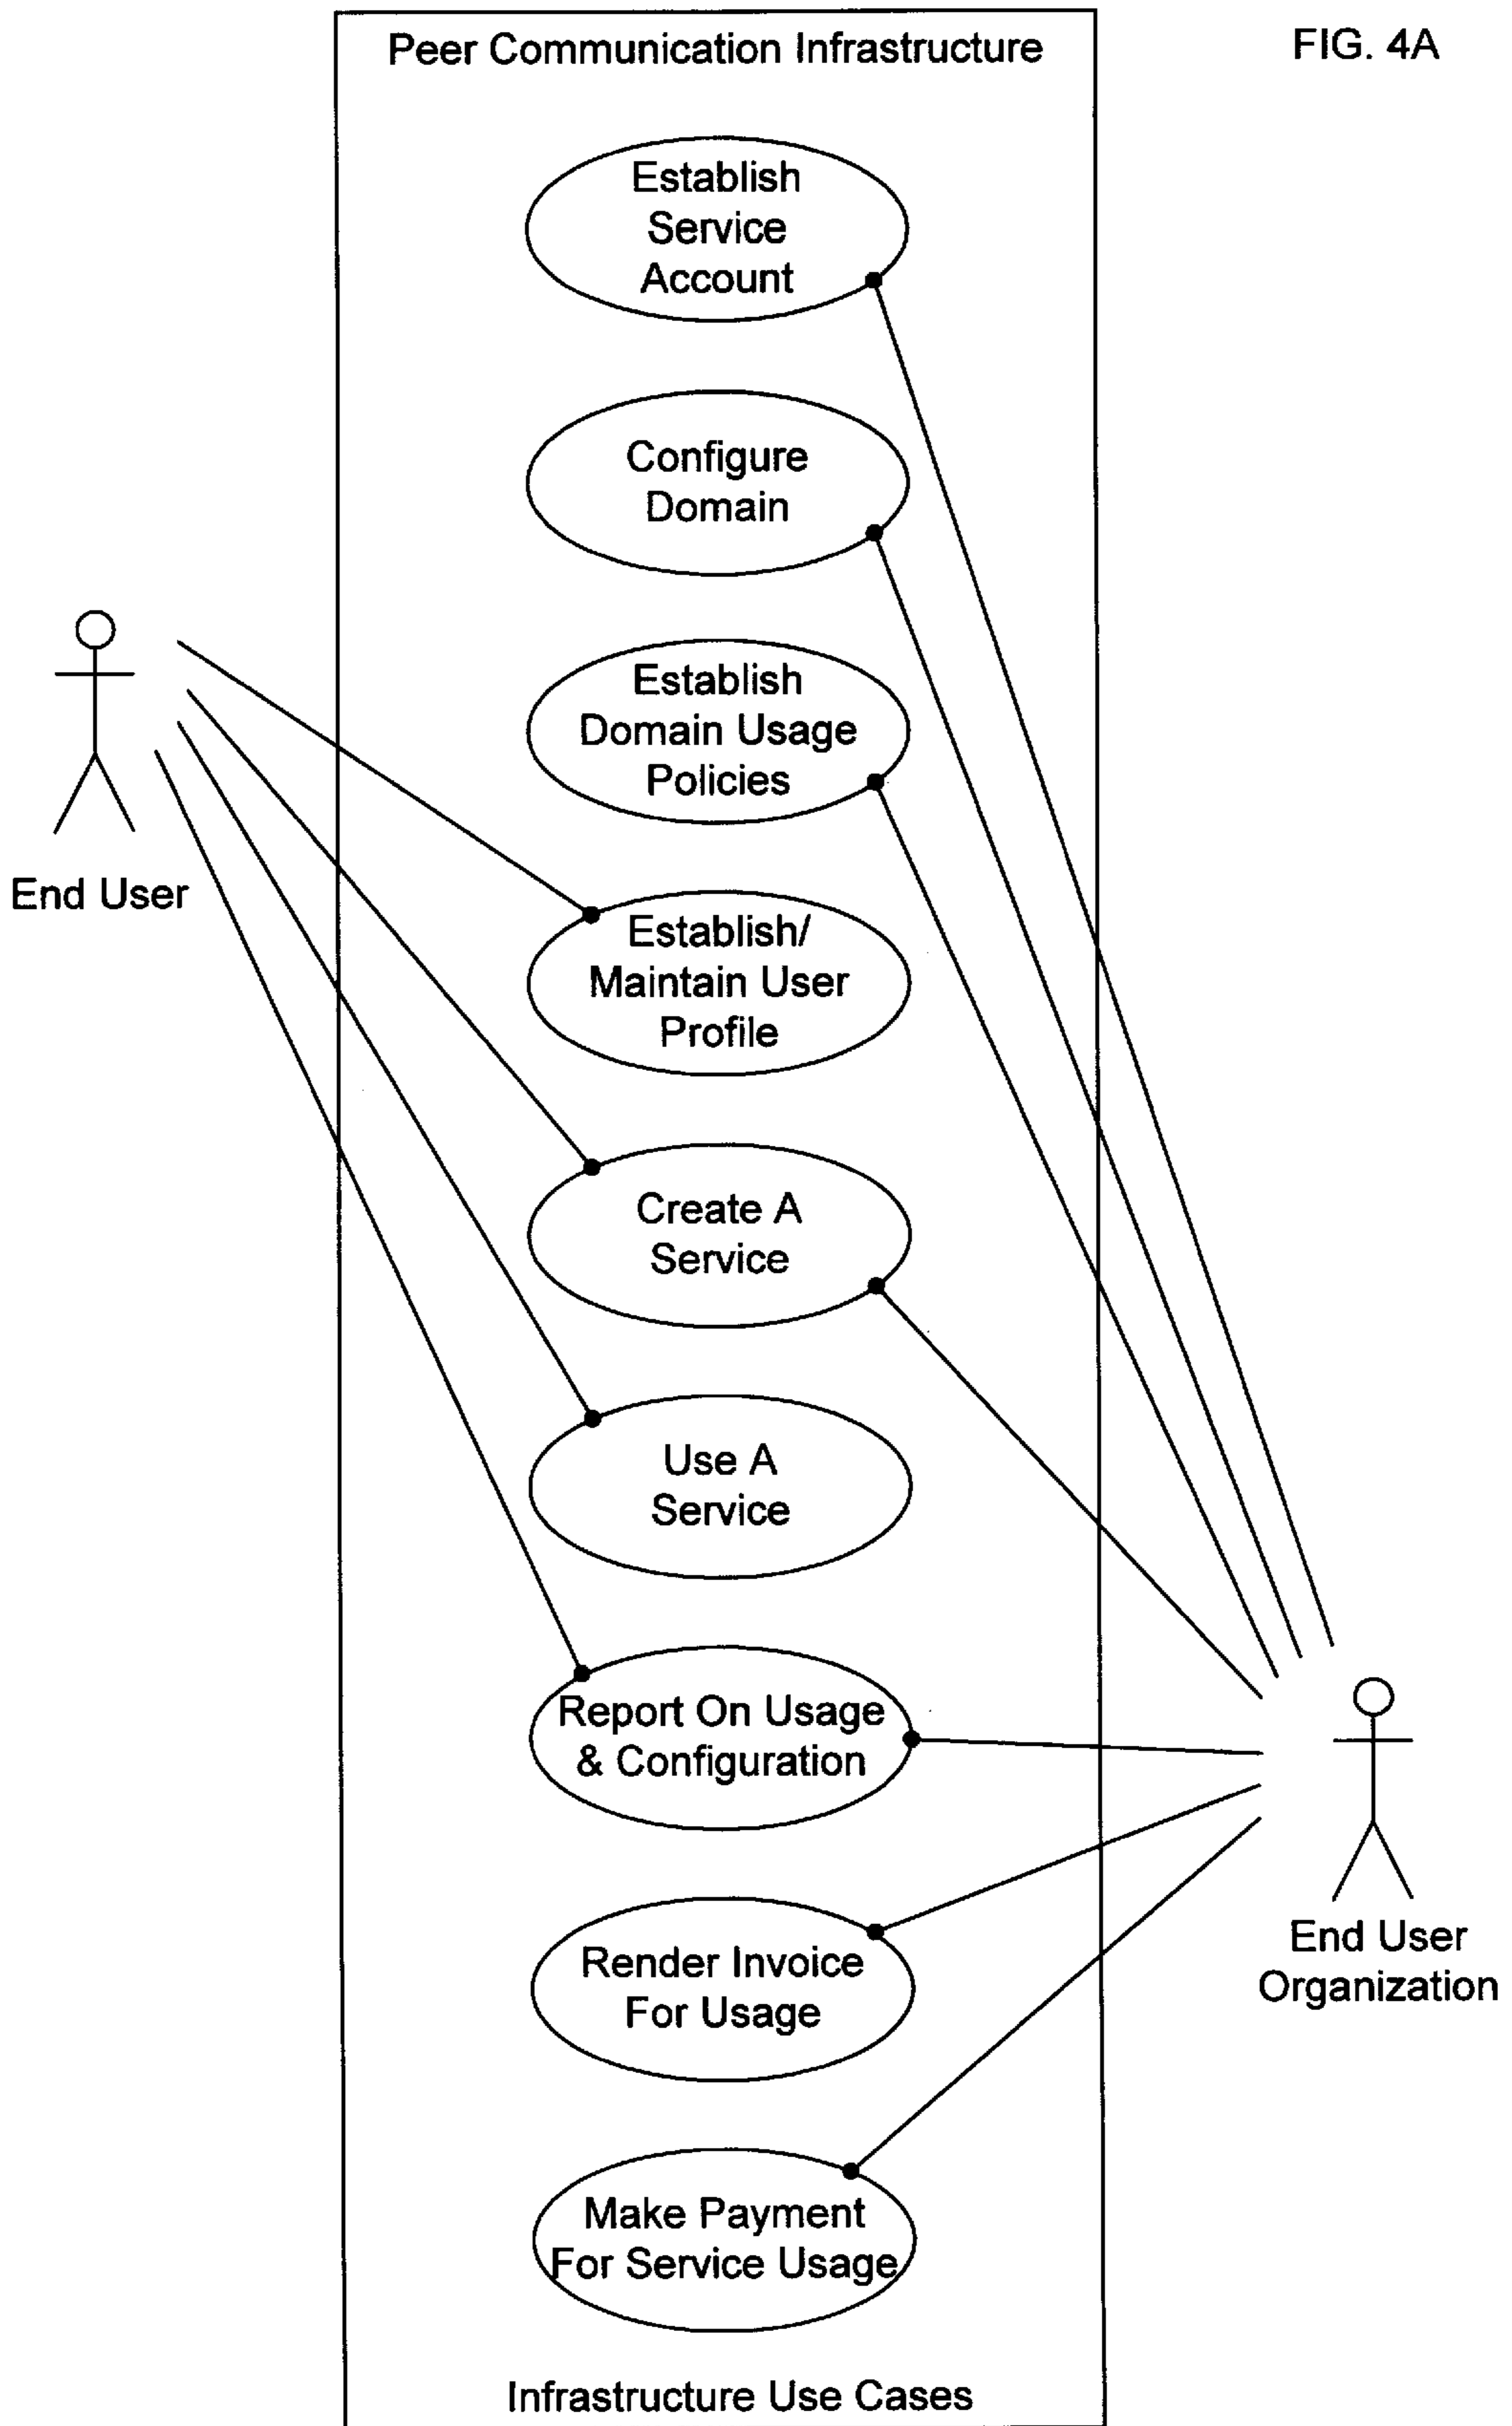 Peer Communication Infrastructure
FIG. 4A
Establish
Service
Account
Configure
Domain
Establish
Domain Usage
Policies
End User
Establish/
Maintain User
Profile
Create A
Service
Use A
Service
Report On Usage
& Configuration
Render Invoice
For Usage
End User
Organization
Make Payment
For Service Usage
Infrastructure Use Cases